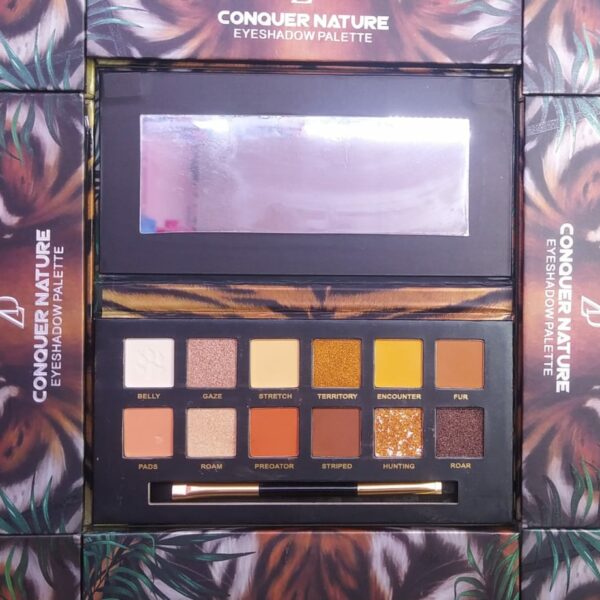 CONQUER NATURE
EYESHADOW PALETTE
CONQUER NATURE
EYESHADOW PALETTE
CONQUER NATURE
EYESHADOW PALETTE
BELLY GAZE STRETCH TERRITORY ENCOUNTER FUR
PADS ROAM PREDATOR STRIPED HUNTING ROAR